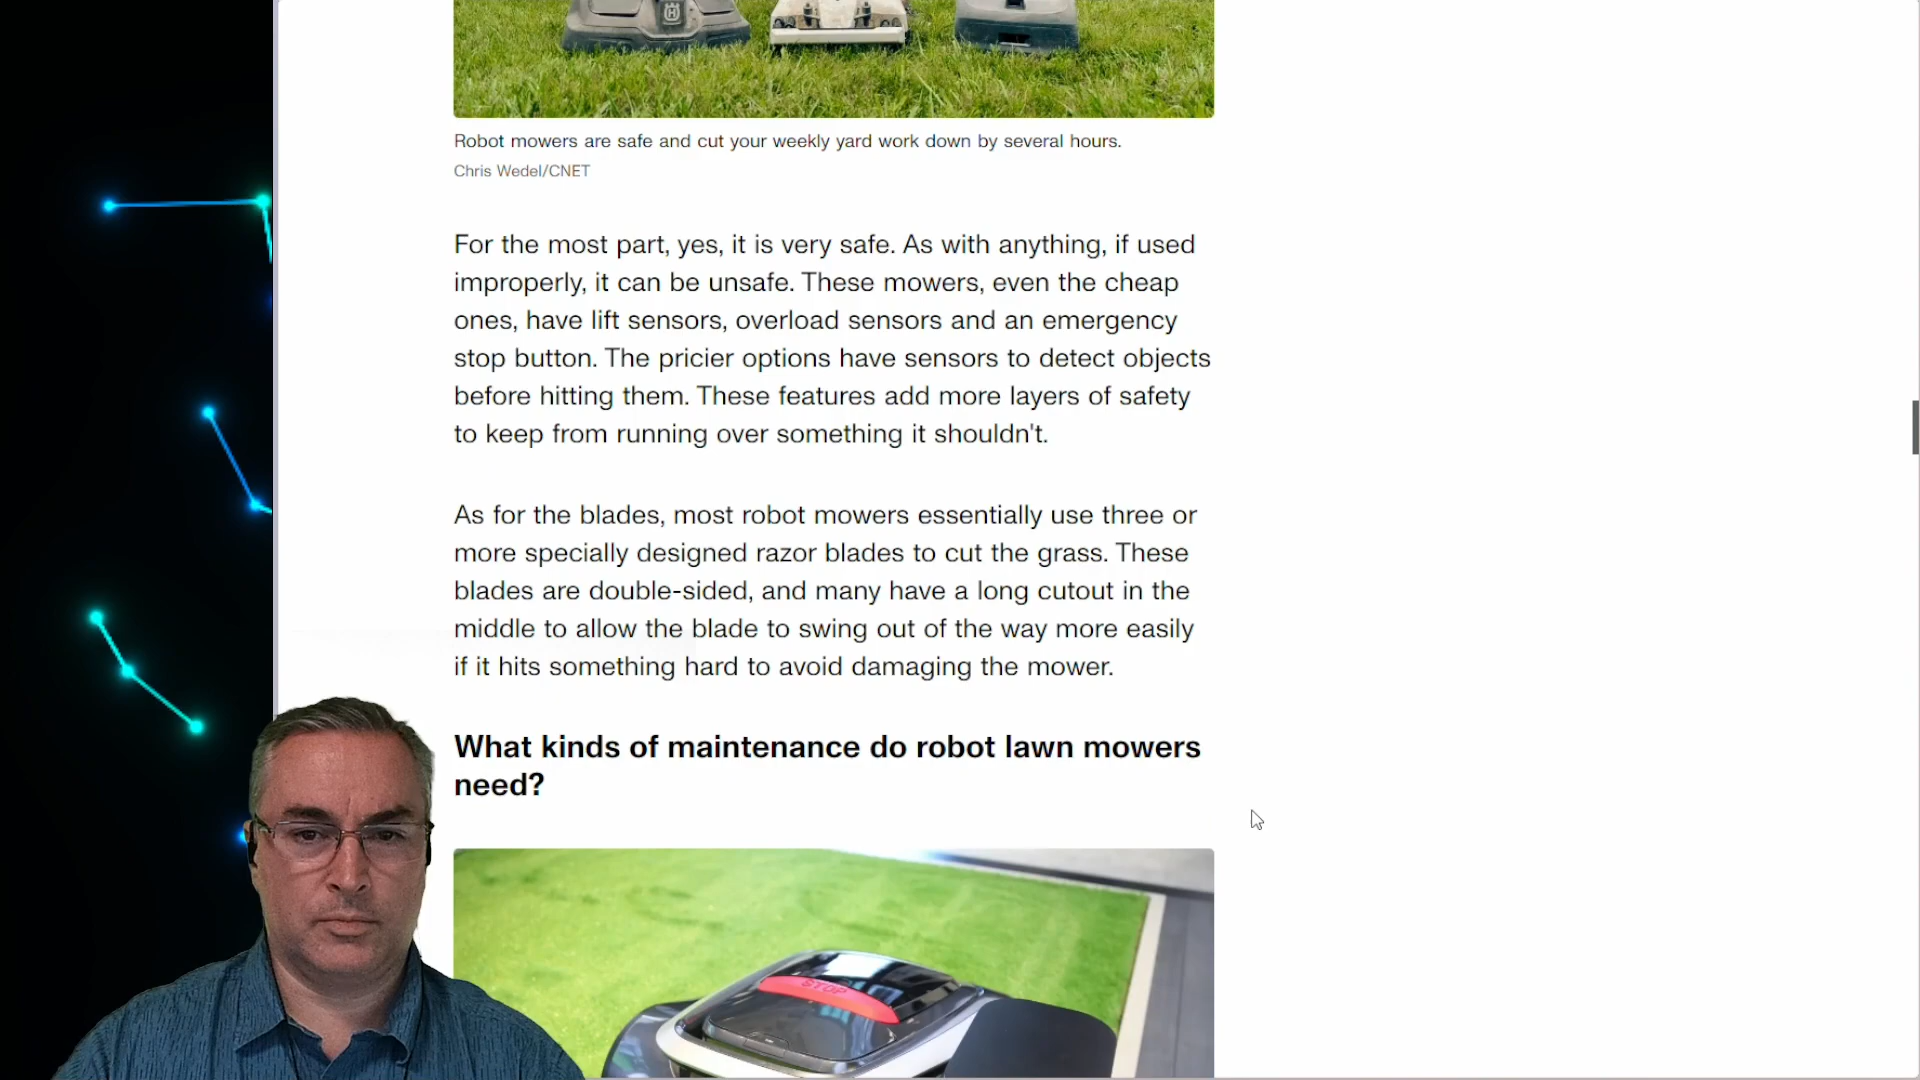 Robot mowers are safe and cut your weekly yard work down by several hours.
Chris Wedel/CNET
For the most part, yes, it is very safe. As with anything, if used
improperly, it can be unsafe. These mowers, even the cheap
ones, have lift sensors, overload sensors and an emergency
stop button. The pricier options have sensors to detect objects
before hitting them. These features add more layers of safety
to keep from running over something it shouldn't.
As for the blades, most robot mowers essentially use three or
more specially designed razor blades to cut the grass. These
blades are double-sided, and many have a long cutout in the
middle to allow the blade to swing out of the way more easily
if it hits something hard to avoid damaging the mower.
What kinds of maintenance do robot lawn mowers
need?
STOP